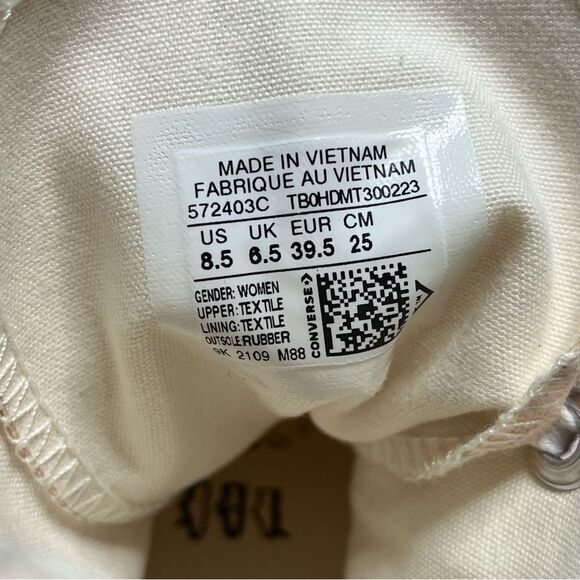 MADE IN VIETNAM
FABRIQUE AU VIETNAM
572403C TB0HDMT300223
US UK EUR CM
8.5 6.5 39.5 25
GENDER: WOMEN
UPPER: TEXTILE
LINING: TEXTILE
OUTSOLE: RUBBER
2109 M88
CONVERSE